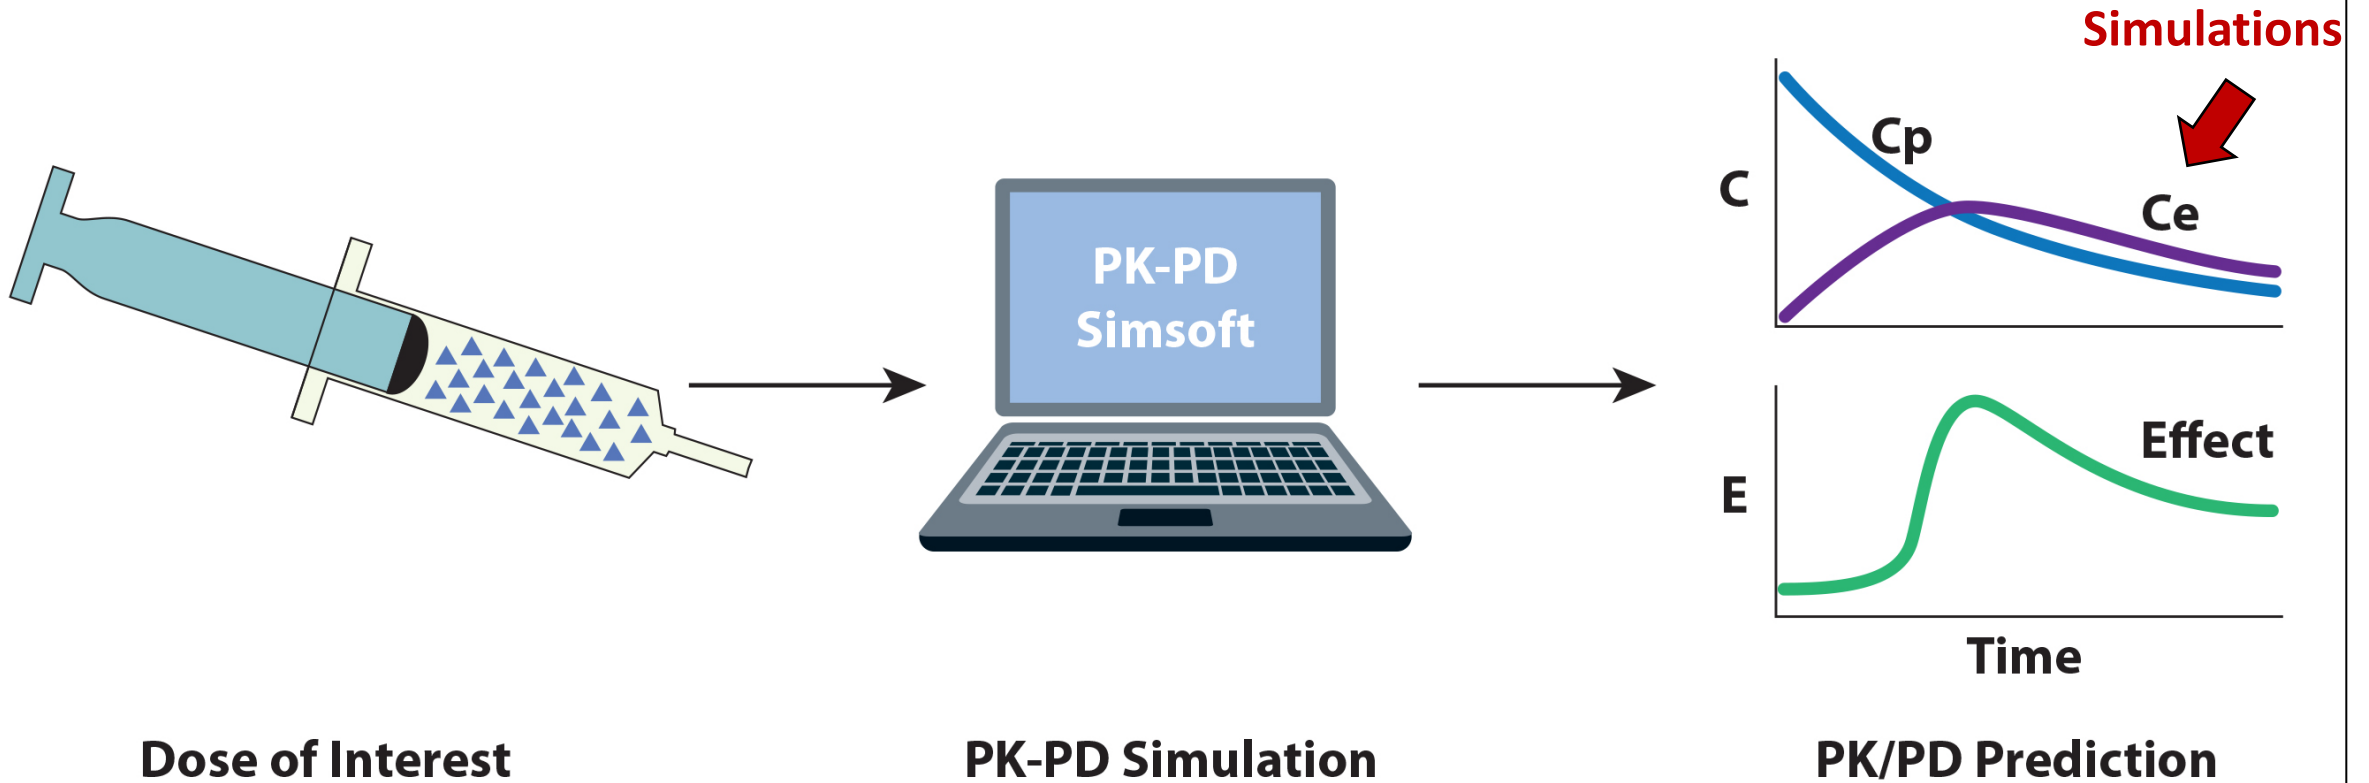 Simulations
Cp
C
Ce
PK-PD
Simsoft
Effect
E
Time
Dose of Interest
PK-PD Simulation
PK/PD Prediction